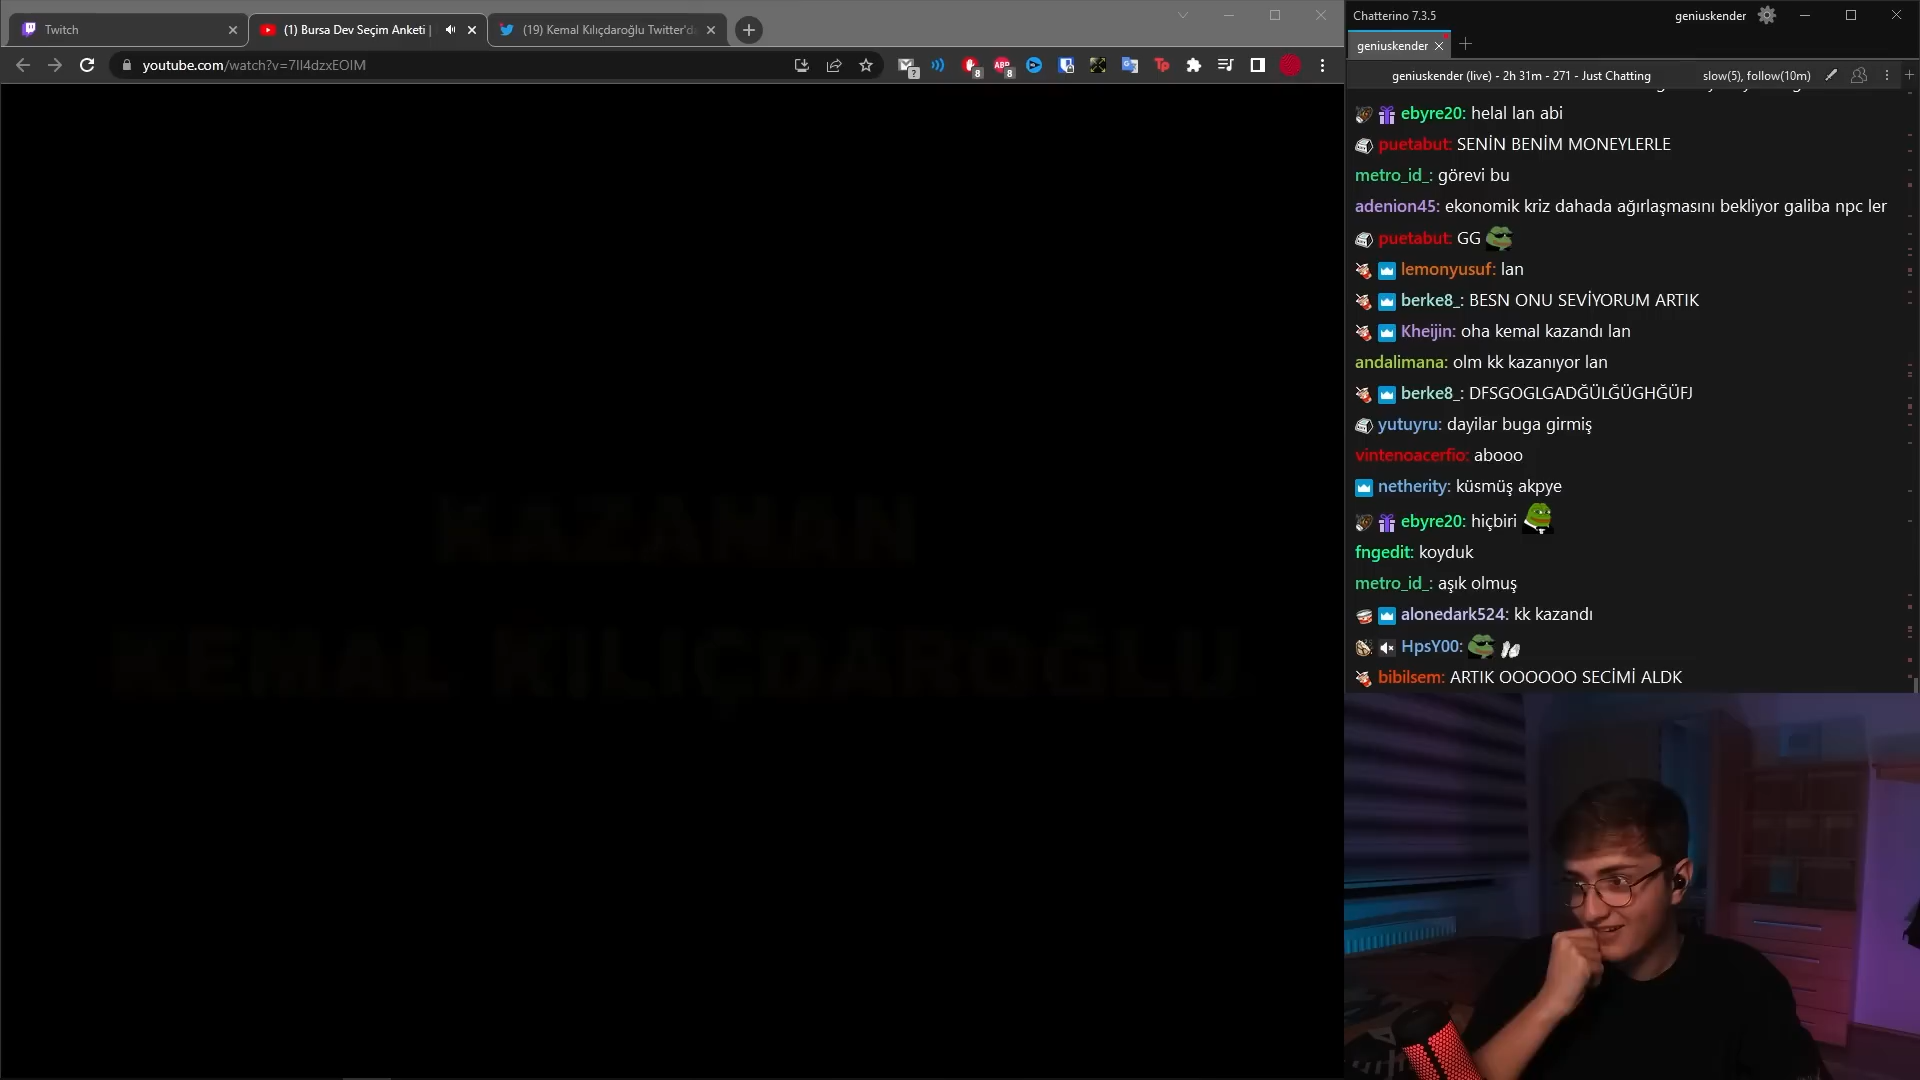 Twitch
(1) Bursa Dev Seçim Anketi |
(19) Kemal Kılıçdaroğlu Twitter'd
youtube.com/watch?v=7II4dzxEOIM
KAZANAN
KEMAL KILIÇDAROĞLU
Chatterino 7.3.5
geniuskender
geniuskender
geniuskender (live) - 2h 31m - 271 - Just Chatting
slow(5), follow(10m)
ebyre20: helal lan abi
puetabut: SENİN BENİM MONEYLERLE
metro_id_: görevi bu
adenion45: ekonomik kriz dahada ağırlaşmasını bekliyor galiba npc ler
puetabut: GG
lemonyusuf: lan
berke8_: BESN ONU SEVİYORUM ARTIK
Kheijin: oha kemal kazandı lan
andalimana: olm kk kazanıyor lan
berke8_: DFSGOGLGADĞÜLĞÜGHĞÜFJ
yutuyru: dayilar buga girmiş
vintenoacerfio: abooo
netherity: küsmüş akpye
ebyre20: hiçbiri
fngedit: koyduk
metro_id_: aşık olmuş
alonedark524: kk kazandı
HpsY00:
bibilsem: ARTIK OOOOOO SECİMİ ALDK